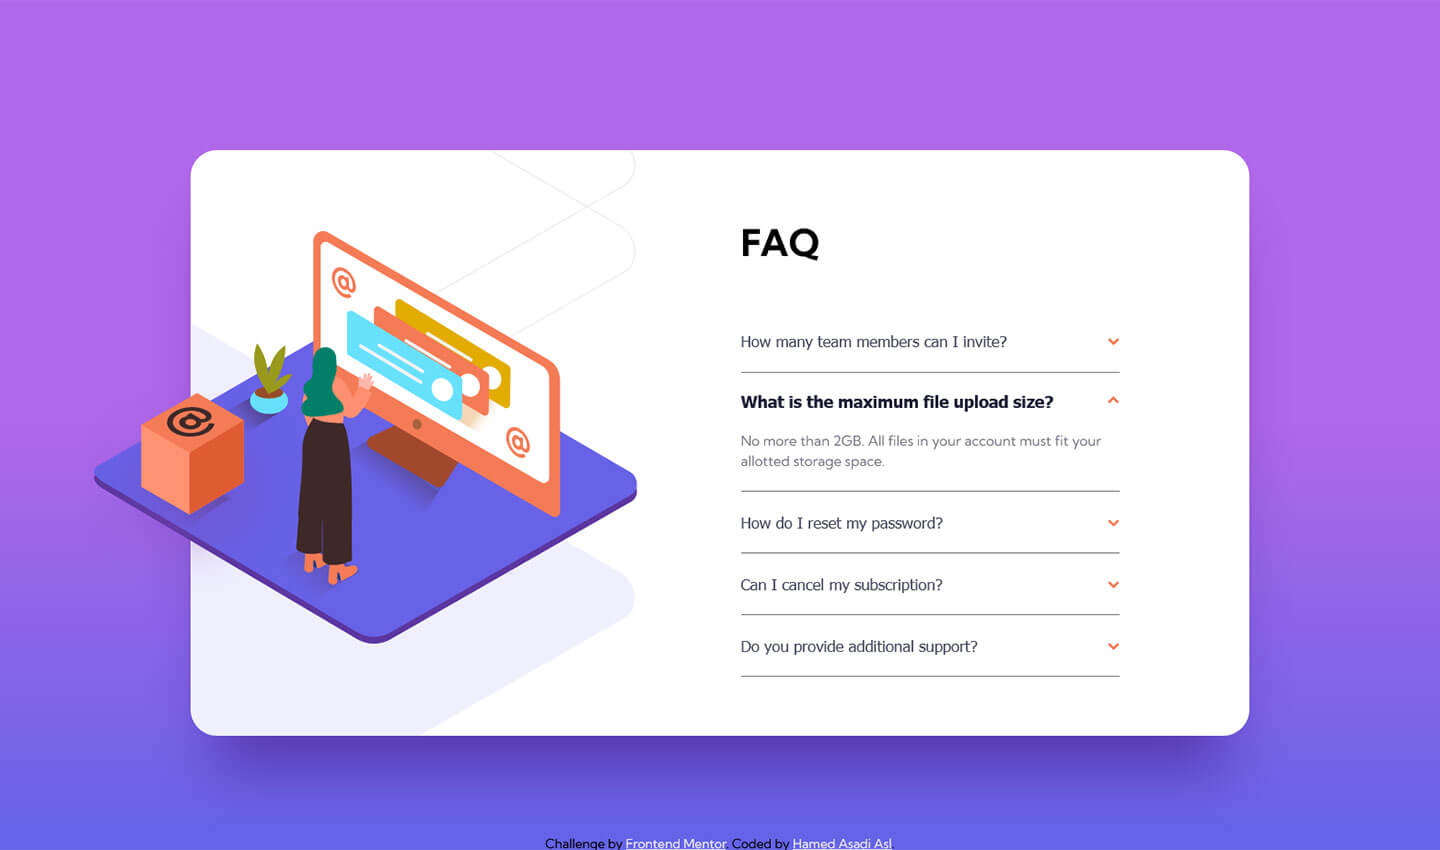 FAQ
How many team members can I invite?
What is the maximum file upload size?
No more than 2GB. All files in your account must fit your
allotted storage space.
How do I reset my password?
Can I cancel my subscription?
Do you provide additional support?
@
@
@
Challenge by Frontend Mentor. Coded by Hamed Asadi Asl.